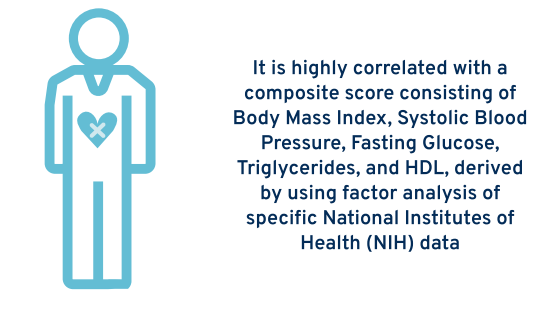 It is highly correlated with a
composite score consisting of
Body Mass Index, Systolic Blood
Pressure, Fasting Glucose,
Triglycerides, and HDL, derived
by using factor analysis of
specific National Institutes of
Health (NIH) data